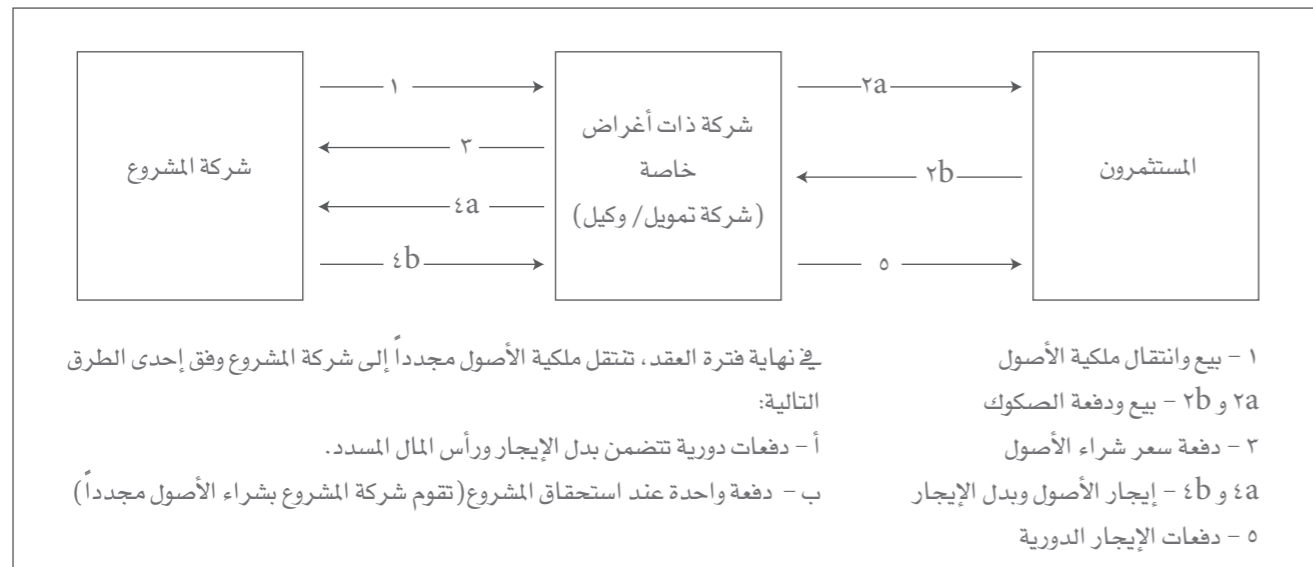 شركة المشروع
١
٣
٤a
٤b
شركة ذات أغراض
خاصة
(شركة تمويل/ وكيل)
٢a
٢b
٥
المستثمرون
١ – بيع وانتقال ملكية الأصول
٢a و ٢b – بيع ودفعة الصكوك
٣ – دفعة سعر شراء الأصول
٤a و ٤b – إيجار الأصول وبدل الإيجار
٥ – دفعات الإيجار الدورية
في نهاية فترة العقد، تنتقل ملكية الأصول مجدداً إلى شركة المشروع وفق إحدى الطرق
التالية:
أ – دفعات دورية تتضمن بدل الإيجار ورأس المال المسدد.
ب – دفعة واحدة عند استحقاق المشروع (تقوم شركة المشروع بشراء الأصول مجدداً)